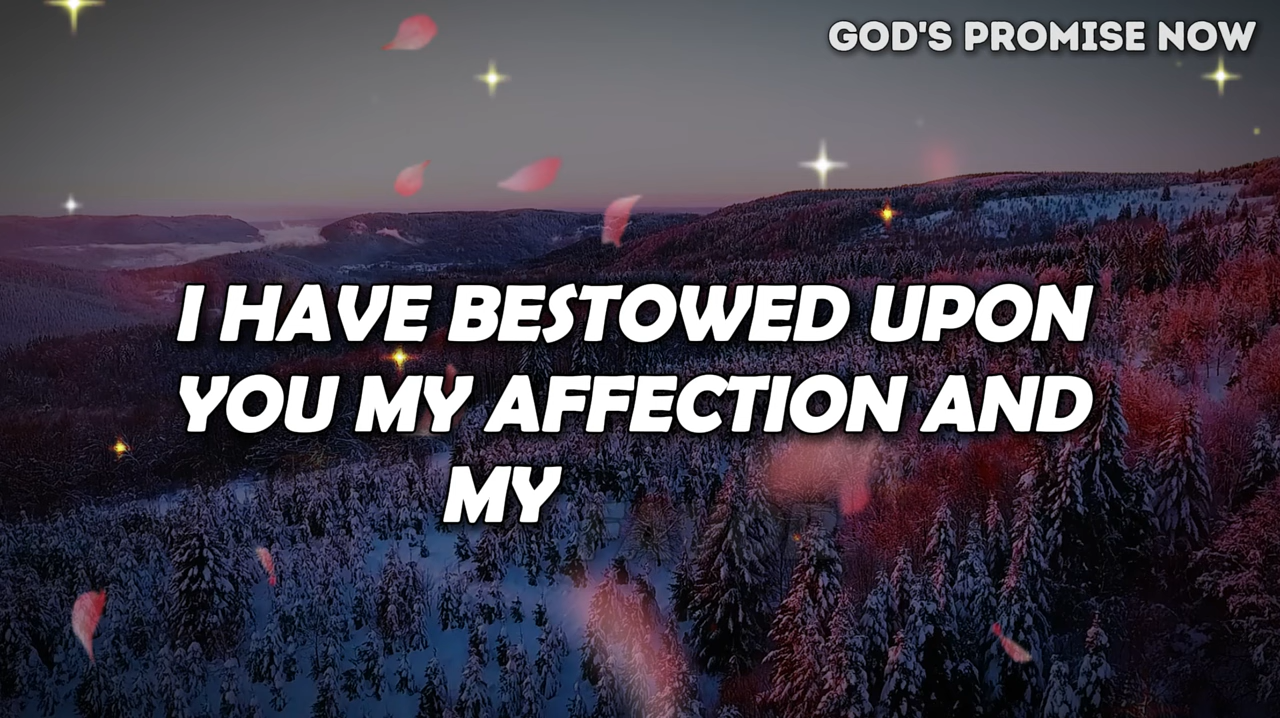 GOD'S PROMISE NOW
I HAVE BESTOWED UPON
YOU MY AFFECTION AND
MY